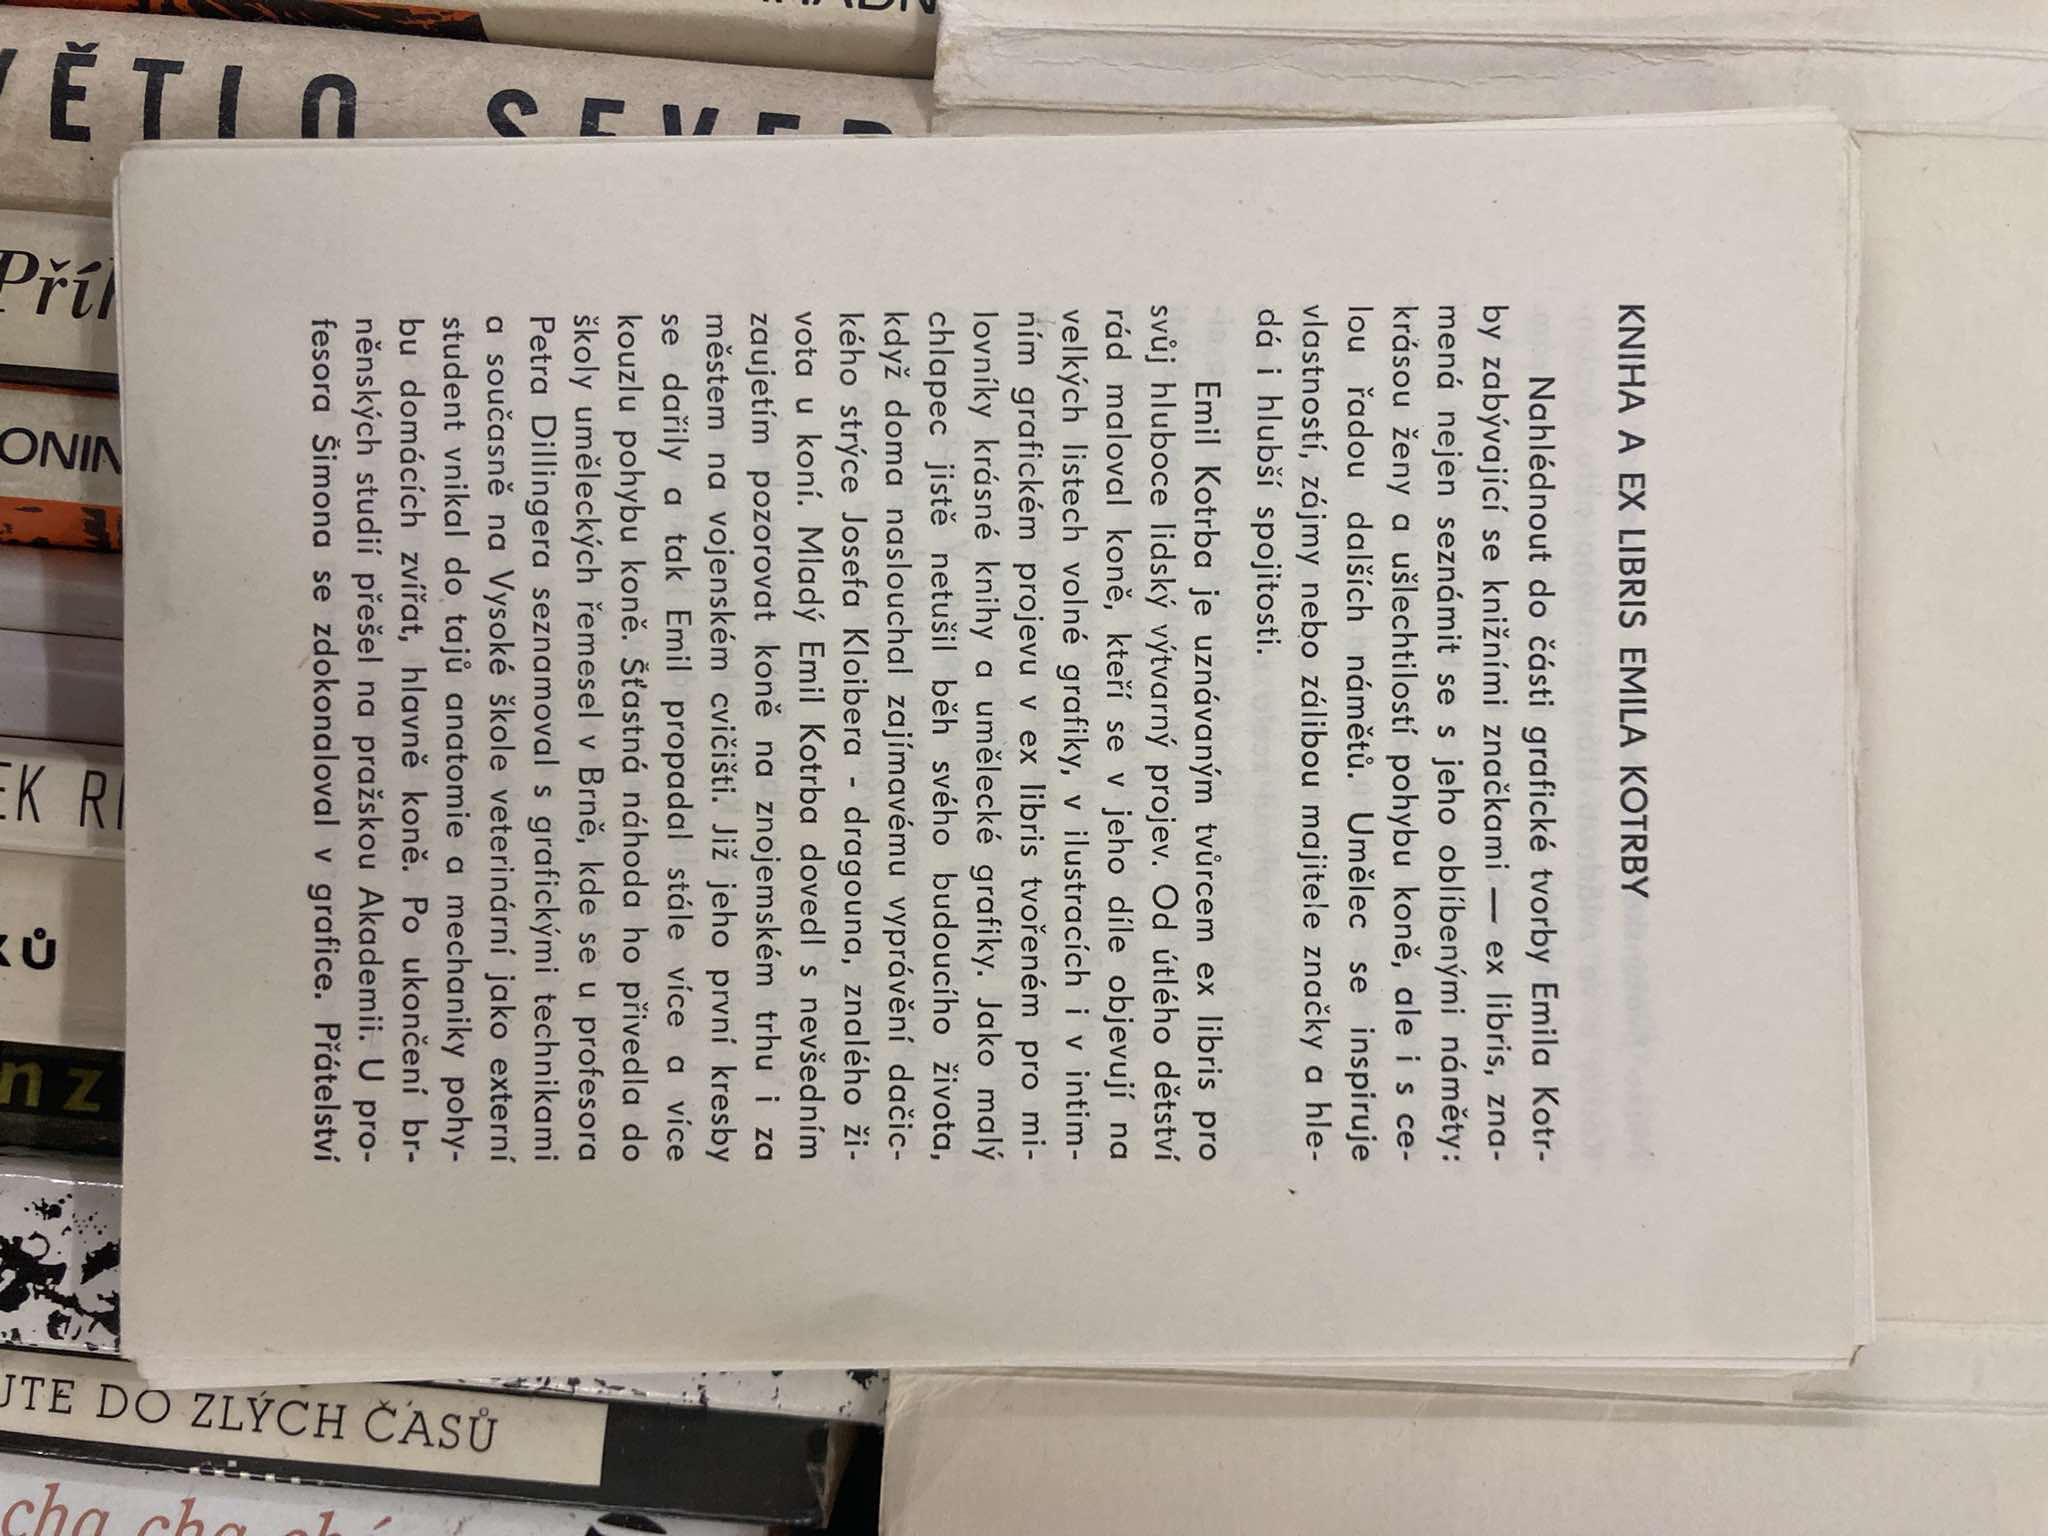 KNIHA A EX LIBRIS EMILA KOTRBY
Nahlédnout do části grafické tvorby Emila Kotr-
by zabývající se knižními značkami — ex libris, zna-
mená nejen seznámit se s jeho oblíbenými náměty:
krásou ženy a ušlechtilostí pohybu koně, ale i s ce-
lou řadou dalších námětů. Umělec se inspiruje
vlastností, zájmy nebo zálibou majitele značky a hle-
dá i hlubší spojitosti.
Emil Kotrba je uznávaným tvůrcem ex libris pro
svůj hluboce lidský výtvarný projev. Od útlého dětství
rád maloval koně, kteří se v jeho díle objevují na
velkých listech volné grafiky, v ilustracích i v intim-
ním grafickém projevu v ex libris tvořeném pro mi-
lovníky krásné knihy a umělecké grafiky. Jako malý
chlapec jistě netušil běh svého budoucího života,
když doma naslouchal zajímavému vyprávění dačic-
kého strýce Josefa Kloibera - dragouna, znalého ži-
vota u koní. Mladý Emil Kotrba dovedl s nevšedním
zaujetím pozorovat koně na znojemském trhu i za
městem na vojenském cvičišti. Již jeho první kresby
se dařily a tak Emil propadal stále více a více
kouzlu pohybu koně. Šťastná náhoda ho přivedla do
školy uměleckých řemesel v Brně, kde se u profesora
Petra Dillingera seznamoval s grafickými technikami
a současně na Vysoké škole veterinární jako externí
student vnikal do tajů anatomie a mechaniky pohy-
bu domácích zvířat, hlavně koně. Po ukončení br-
něnských studií přešel na pražskou Akademii. U pro-
fesora Šimona se zdokonaloval v grafice. Přátelství
JTE DO ZLÝCH ČASŮ
cha cha